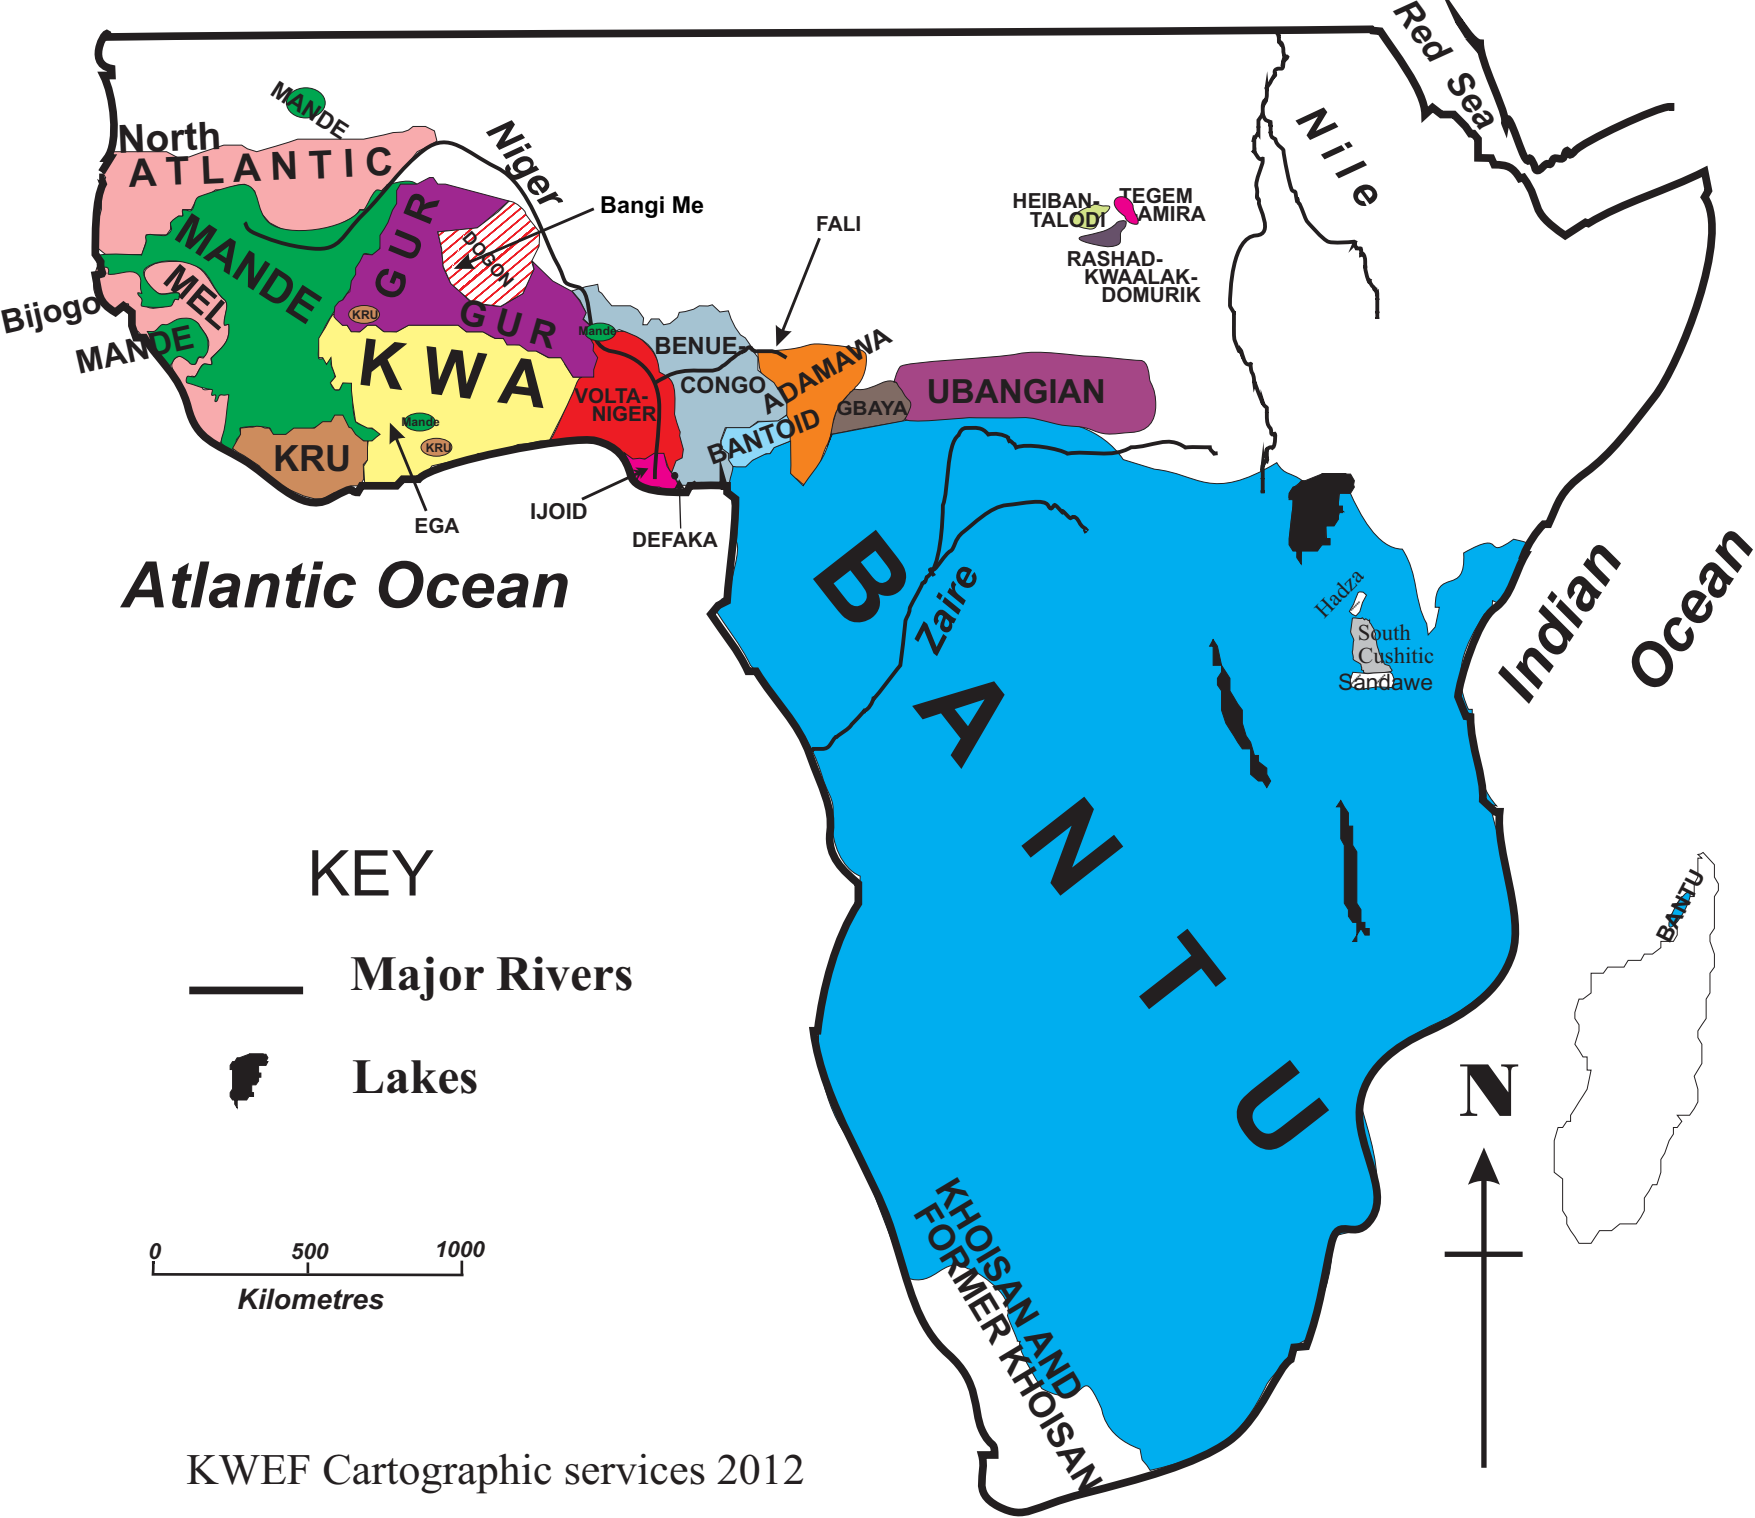 Red Sea
MANDE
North
ATLANTIC
Niger
Nile
Bangi Me
HEIBAN-
TALODI
TEGEM
AMIRA
RASHAD-
KWAALAK-
DOMURIK
FALI
GUR
DOGON
MANDE
MEL
Bijogo
MANDE
KRU
GUR
Mande
KWA
BENUE-
CONGO
ADAMAWA
VOLTA-
NIGER
GBAYA
UBANGIAN
BANTOID
Mande
KRU
KRU
EGA
IJOID
DEFAKA
Atlantic Ocean
Zaire
Hadza
South
Cushitic
Sandawe
Indian
Ocean
BANTU
BANTU
KEY
Major Rivers
Lakes
N
0 500 1000
Kilometres
KHOISAN AND
FORMER KHOISAN
KWEF Cartographic services 2012